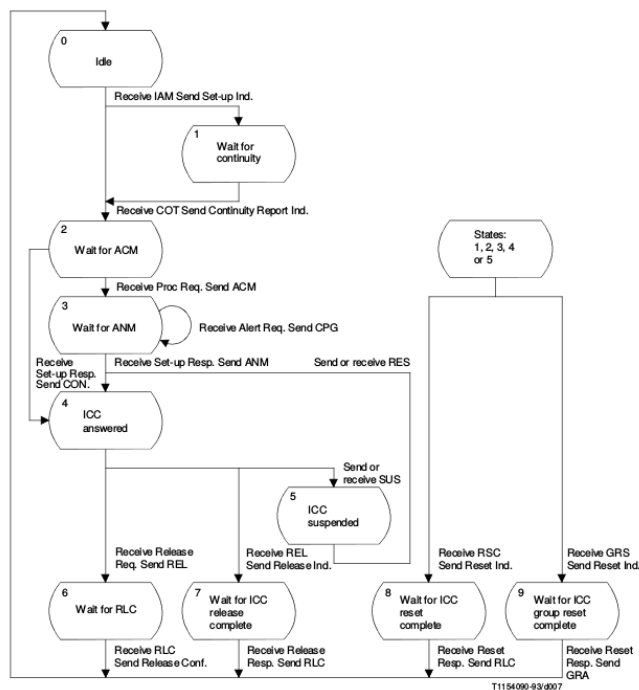 0
Idle
Receive IAM Send Set-up Ind.
1
Wait for
continuity
Receive COT Send Continuity Report Ind.
2
Wait for ACM
States:
1, 2, 3, 4
or 5
Receive Proc Req. Send ACM
3
Wait for ANM
Receive Alert Req. Send CPG
Receive
Set-up Resp.
Send CON.
Receive Set-up Resp. Send ANM
Send or receive RES
4
ICC
answered
Send or
receive SUS
5
ICC
suspended
Receive Release
Req. Send REL
Receive REL
Send Release Ind.
Receive RSC
Send Reset Ind.
Receive GRS
Send Reset Ind.
6
Wait for RLC
7
Wait for ICC
release
complete
8
Wait for ICC
reset
complete
9
Wait for ICC
group reset
complete
Receive RLC
Send Release Conf.
Receive Release
Resp. Send RLC
Receive Reset
Resp. Send RLC
Receive Reset
Resp. Send
GRA
T1154090-93/d007